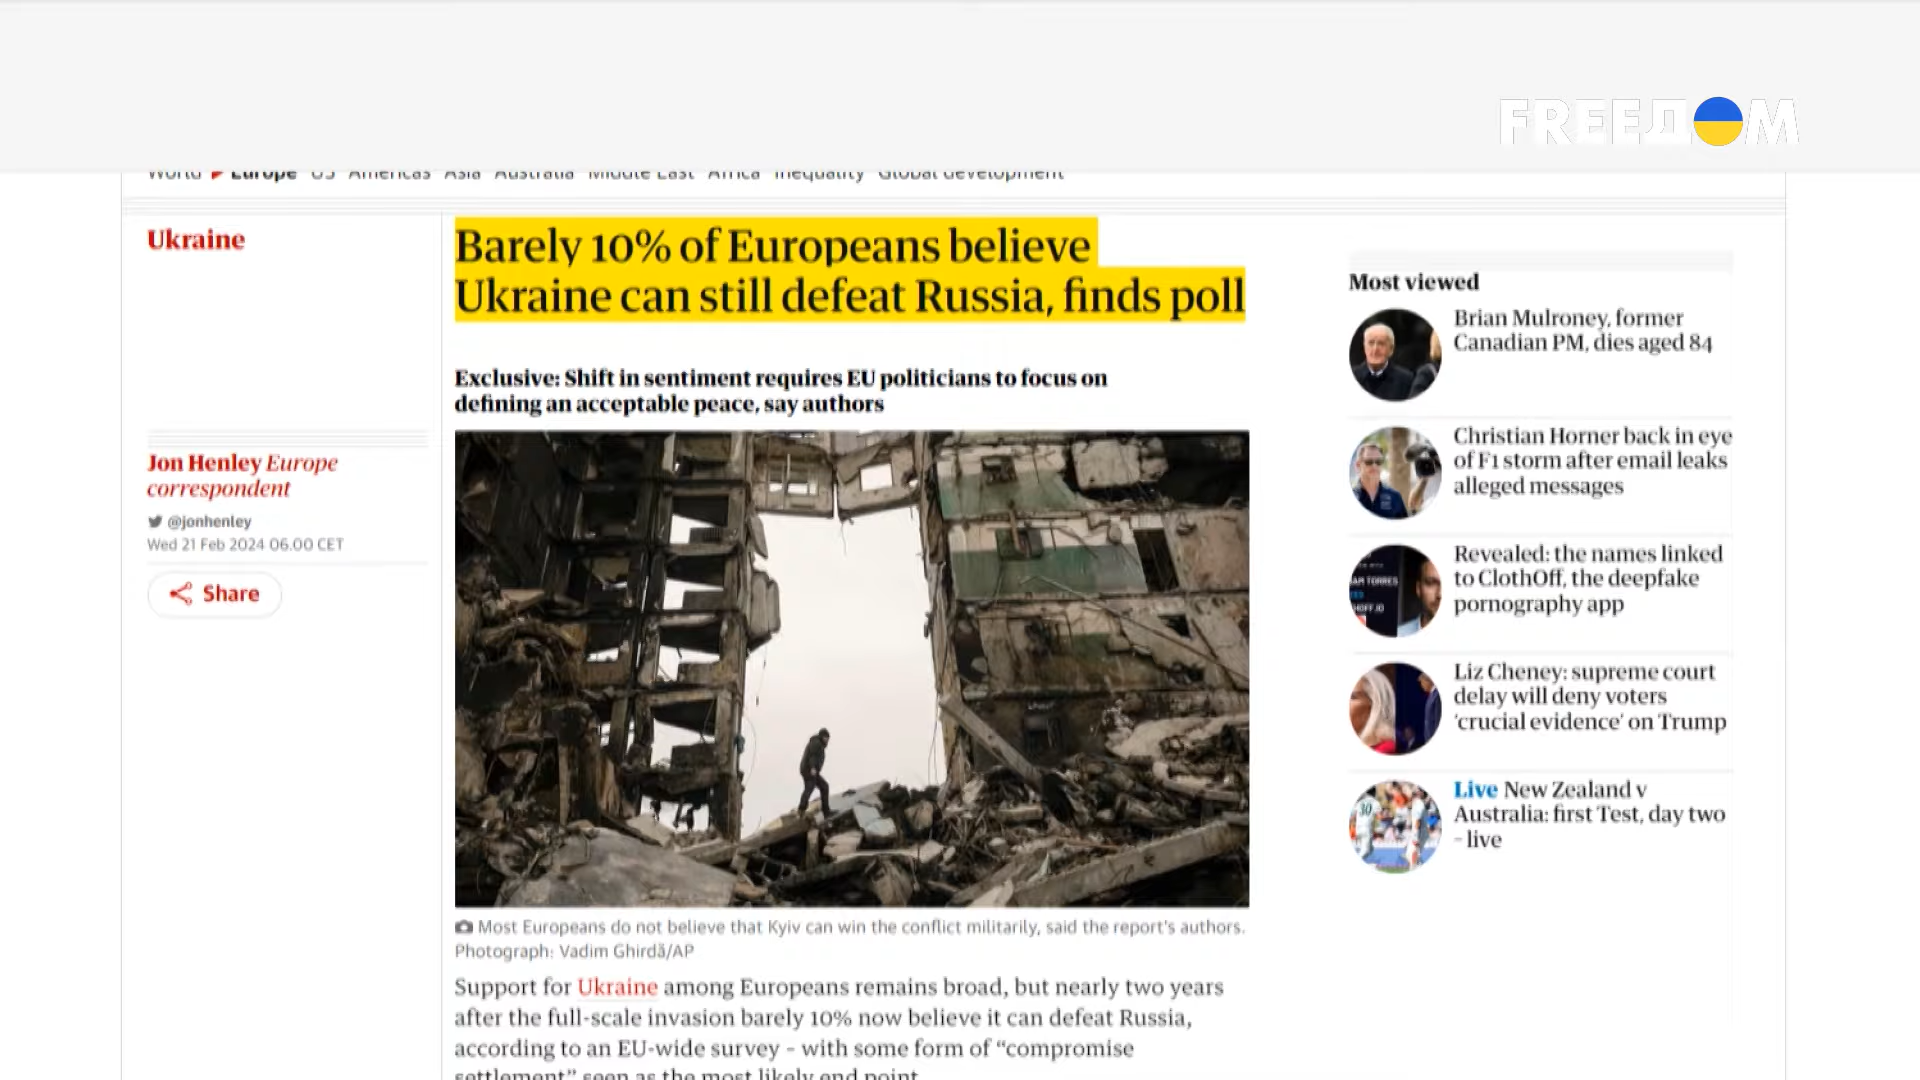 FREEДOM
World Europe US Americas Asia Australia Middle East Africa Inequality Global development
Ukraine
Barely 10% of Europeans believe
Ukraine can still defeat Russia, finds poll
Exclusive: Shift in sentiment requires EU politicians to focus on
defining an acceptable peace, say authors
Jon Henley Europe
correspondent
@jonhenley
Wed 21 Feb 2024 06.00 CET
Share
Most Europeans do not believe that Kyiv can win the conflict militarily, said the report's authors.
Photograph: Vadim Ghirdă/AP
Support for Ukraine among Europeans remains broad, but nearly two years
after the full-scale invasion barely 10% now believe it can defeat Russia,
according to an EU-wide survey – with some form of “compromise
settlement” seen as the most likely end point.
Most viewed
Brian Mulroney, former
Canadian PM, dies aged 84
Christian Horner back in eye
of F1 storm after email leaks
alleged messages
Revealed: the names linked
to ClothOff, the deepfake
pornography app
Liz Cheney: supreme court
delay will deny voters
‘crucial evidence’ on Trump
Live New Zealand v
Australia: first Test, day two
– live